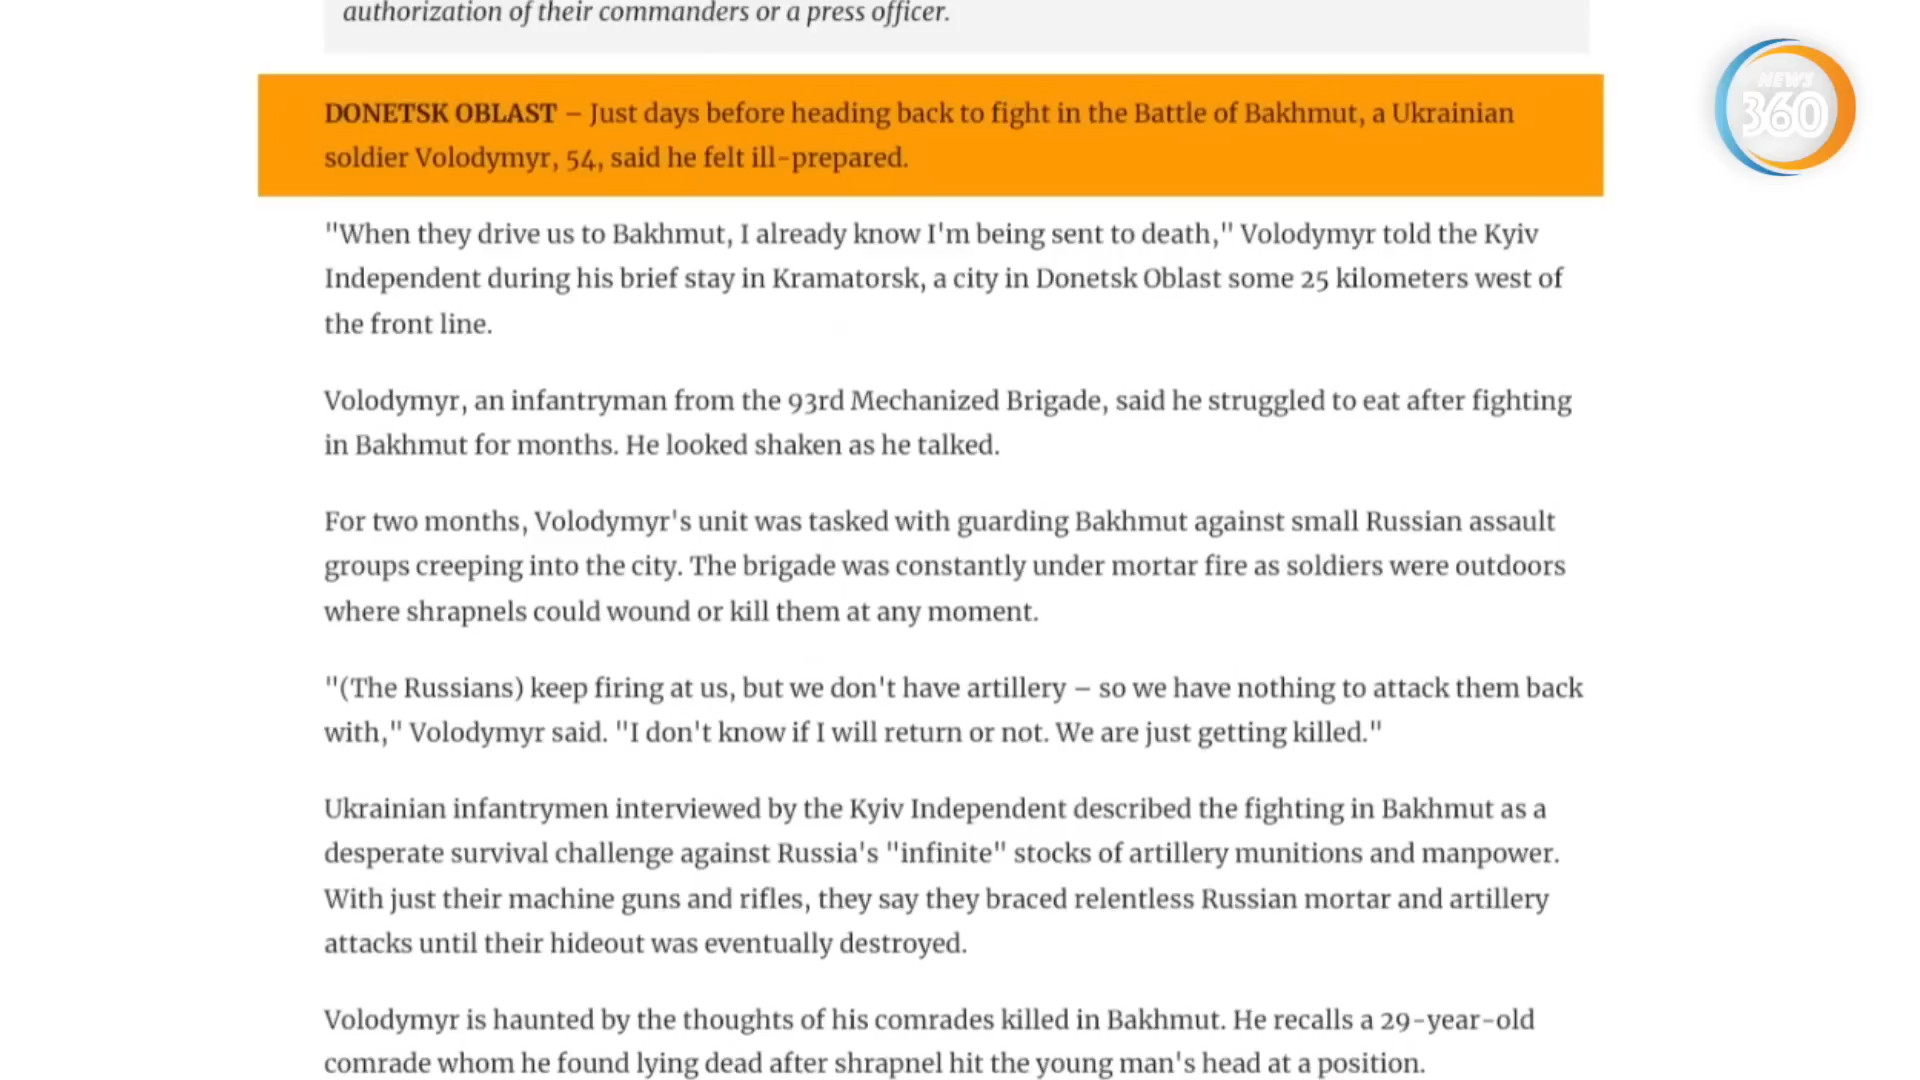 authorization of their commanders or a press officer.
NEWS
360
DONETSK OBLAST – Just days before heading back to fight in the Battle of Bakhmut, a Ukrainian
soldier Volodymyr, 54, said he felt ill-prepared.
"When they drive us to Bakhmut, I already know I'm being sent to death," Volodymyr told the Kyiv
Independent during his brief stay in Kramatorsk, a city in Donetsk Oblast some 25 kilometers west of
the front line.
Volodymyr, an infantryman from the 93rd Mechanized Brigade, said he struggled to eat after fighting
in Bakhmut for months. He looked shaken as he talked.
For two months, Volodymyr's unit was tasked with guarding Bakhmut against small Russian assault
groups creeping into the city. The brigade was constantly under mortar fire as soldiers were outdoors
where shrapnels could wound or kill them at any moment.
"(The Russians) keep firing at us, but we don't have artillery – so we have nothing to attack them back
with," Volodymyr said. "I don't know if I will return or not. We are just getting killed."
Ukrainian infantrymen interviewed by the Kyiv Independent described the fighting in Bakhmut as a
desperate survival challenge against Russia's "infinite" stocks of artillery munitions and manpower.
With just their machine guns and rifles, they say they braced relentless Russian mortar and artillery
attacks until their hideout was eventually destroyed.
Volodymyr is haunted by the thoughts of his comrades killed in Bakhmut. He recalls a 29-year-old
comrade whom he found lying dead after shrapnel hit the young man's head at a position.